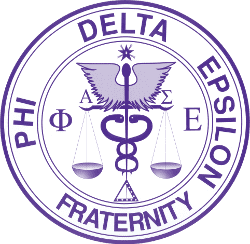 PHI DELTA EPSILON
FRATERNITY
Α Σ
Φ Ε